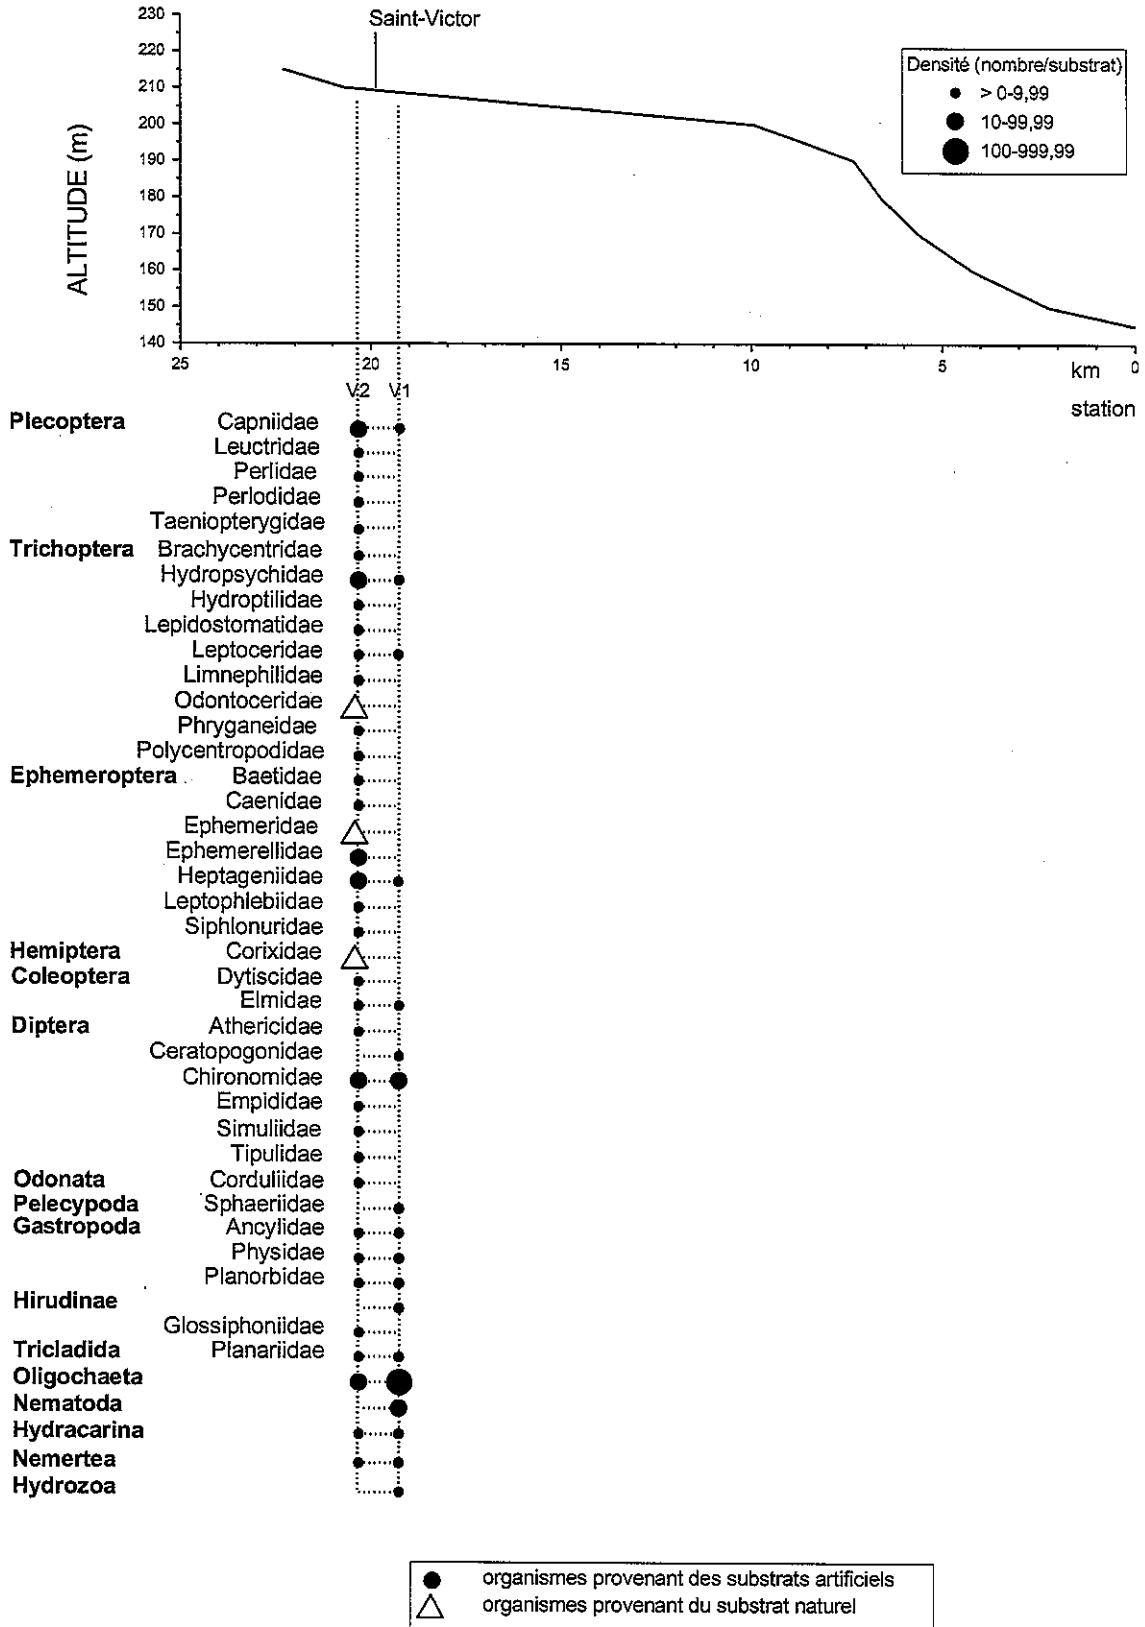 230
220
210
200
190
180
170
160
150
140
ALTITUDE (m)
Saint-Victor
Densité (nombre/substrat)
> 0-9,99
10-99,99
100-999,99
25 20 15 10 5 km 0
V2 V1
station
Plecoptera Capniidae
Leuctridae
Perlidae
Perlodidae
Taeniopterygidae
Trichoptera Brachycentridae
Hydropsychidae
Hydroptilidae
Lepidostomatidae
Leptoceridae
Limnephilidae
Odontoceridae
Phryganeidae
Polycentropodidae
Ephemeroptera Baetidae
Caenidae
Ephemeridae
Ephemerellidae
Heptageniidae
Leptophlebiidae
Siphlonuridae
Hemiptera Corixidae
Coleoptera Dytiscidae
Elmidae
Diptera Athericidae
Ceratopogonidae
Chironomidae
Empididae
Simuliidae
Tipulidae
Odonata Corduliidae
Pelecypoda Sphaeriidae
Gastropoda Ancylidae
Physidae
Planorbidae
Hirudinae
Glossiphoniidae
Tricladida Planariidae
Oligochaeta
Nematoda
Hydracarina
Nemertea
Hydrozoa
organismes provenant des substrats artificiels
organismes provenant du substrat naturel